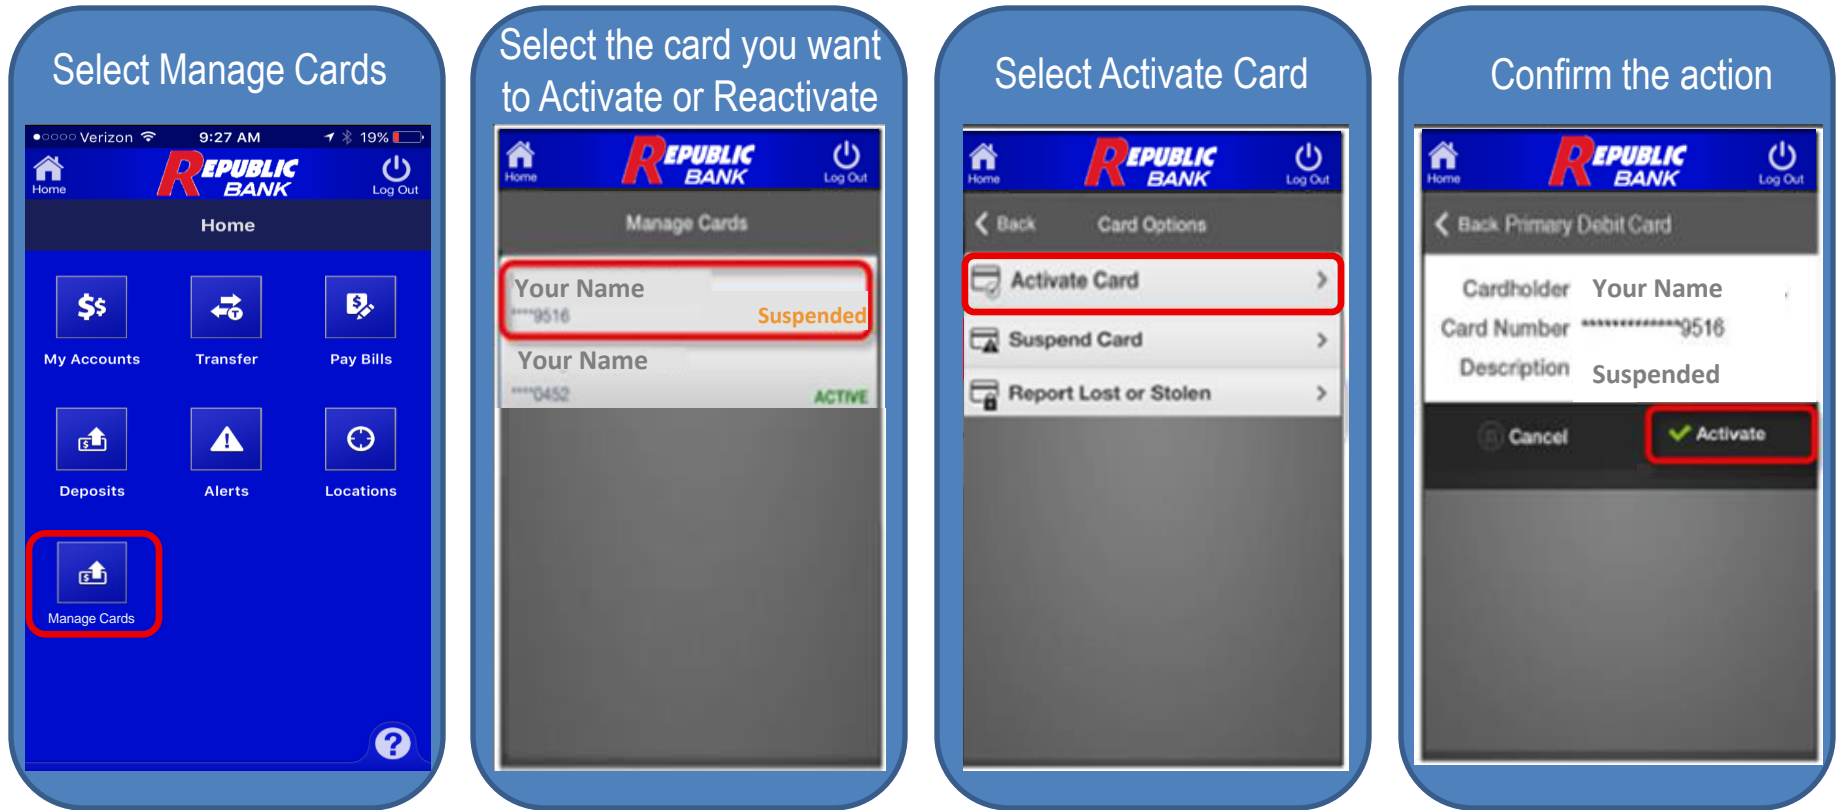 Select Manage Cards
Verizon 9:27 AM 19%
Home
REPUBLIC
BANK
Log Out
Home
$$
My Accounts Transfer Pay Bills
Deposits Alerts Locations
Manage Cards
?
Select the card you want
to Activate or Reactivate
Home
REPUBLIC
BANK
Log Out
Manage Cards
Your Name
****9516 Suspended
Your Name
****0452 ACTIVE
Select Activate Card
Home
REPUBLIC
BANK
Log Out
Back Card Options
Activate Card
Suspend Card
Report Lost or Stolen
Confirm the action
Home
REPUBLIC
BANK
Log Out
Back Primary Debit Card
Cardholder Your Name
Card Number ************9516
Description Suspended
Cancel Activate